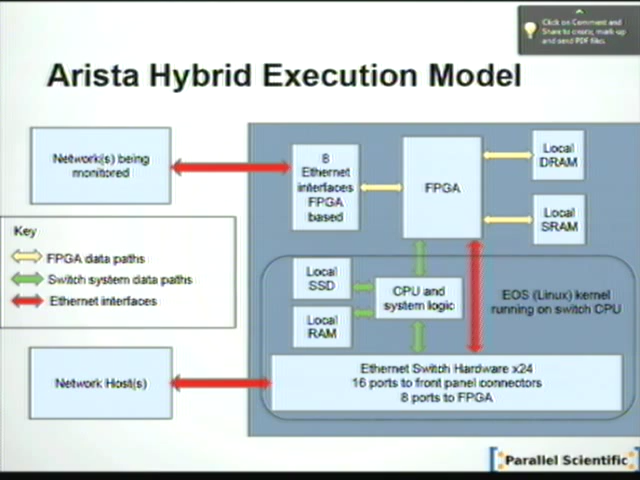 Click on Comment and
Share to create, mark-up
and send PDF files.
Arista Hybrid Execution Model
Network(s) being
monitored
8
Ethernet
interfaces
FPGA
based
FPGA
Local
DRAM
Local
SRAM
Key
FPGA data paths
Switch system data paths
Ethernet interfaces
Local
SSD
Local
RAM
CPU and
system logic
EOS (Linux) kernel
running on switch CPU
Network Host(s)
Ethernet Switch Hardware x24
16 ports to front panel connectors
8 ports to FPGA
Parallel Scientific